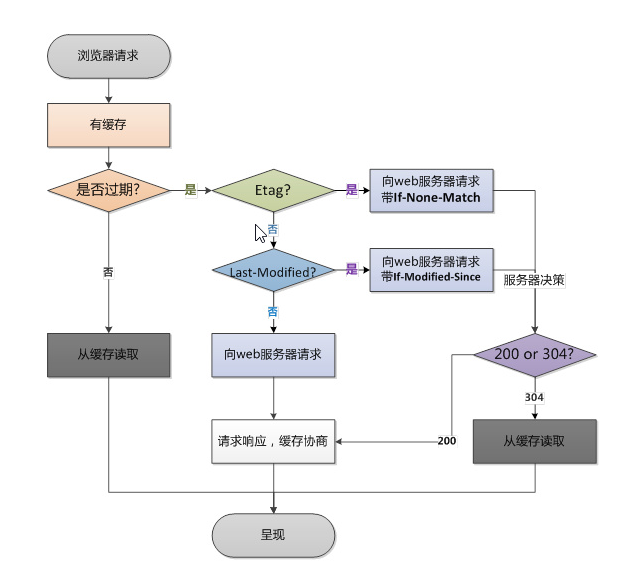 浏览器请求
有缓存
是否过期?
是
Etag?
是
向web服务器请求
带If-None-Match
否
否
Last-Modified?
是
向web服务器请求
带If-Modified-Since
服务器决策
否
从缓存读取
向web服务器请求
200 or 304?
304
请求响应，缓存协商
200
从缓存读取
呈现